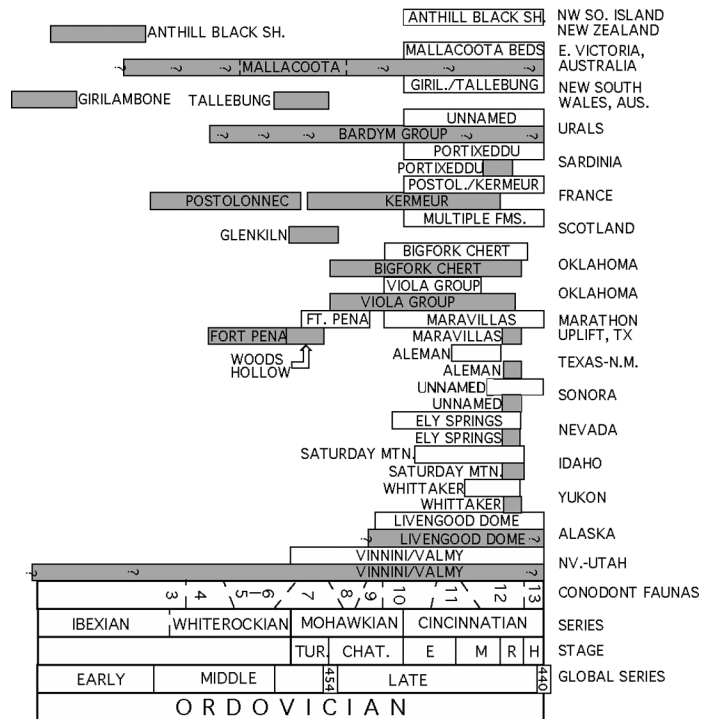 ANTHILL BLACK SH. NW SO. ISLAND
ANTHILL BLACK SH. NEW ZEALAND
MALLACOOTA BEDS E. VICTORIA,
? ? MALLACOOTA ? ? ? AUSTRALIA
GIRIL./TALLEBUNG NEW SOUTH
GIRILAMBONE TALLEBUNG WALES, AUS.
UNNAMED
? ? ? BARDYM GROUP ? ? URALS
PORTIXEDDU
PORTIXEDDU SARDINIA
POSTOL./KERMEUR
POSTOLONNEC KERMEUR FRANCE
MULTIPLE FMS.
GLENKILN SCOTLAND
BIGFORK CHERT
BIGFORK CHERT OKLAHOMA
VIOLA GROUP
VIOLA GROUP OKLAHOMA
FT. PENA MARAVILLAS MARATHON
FORT PENA MARAVILLAS UPLIFT, TX
WOODS
HOLLOW
ALEMAN
ALEMAN TEXAS-N.M.
UNNAMED
UNNAMED SONORA
ELY SPRINGS
ELY SPRINGS NEVADA
SATURDAY MTN.
SATURDAY MTN. IDAHO
WHITTAKER
WHITTAKER YUKON
LIVENGOOD DOME
? LIVENGOOD DOME ? ALASKA
VINNINI/VALMY
? ? VINNINI/VALMY ? NV.-UTAH
3 4 5-6 7 8 9 10 11 12 13 CONODONT FAUNAS
IBEXIAN WHITEROCKIAN MOHAWKIAN CINCINNATIAN SERIES
TUR. CHAT. E M R H STAGE
EARLY MIDDLE 454 LATE 440 GLOBAL SERIES
ORDOVICIAN